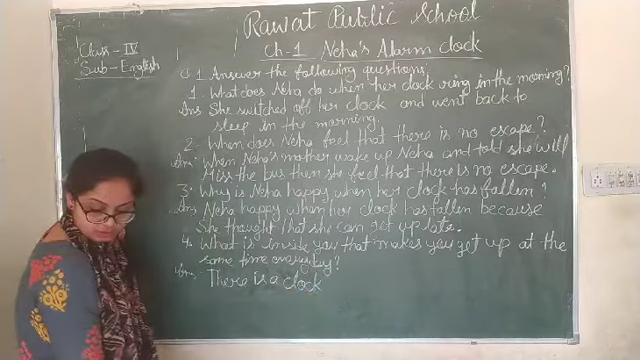 Rawat Public School
Class - IV
Ch-1 Neha's Alarm clock
Sub - English
Q 1 Answer the following questions:
1. What does Neha do when her clock ring in the morning?
Ans She switched off her clock and went back to
sleep in the morning.
2. When does Neha feel that there is no escape?
Ans. When Neha's mother wake up Neha and told she will
Miss the bus then she feel that there is no escape.
3. Why is Neha happy when her clock has fallen?
Ans Neha happy when her clock has fallen because
She thought that she can get up late.
4. What is inside you that makes you get up at the
same time everyday?
Ans. There is a clock